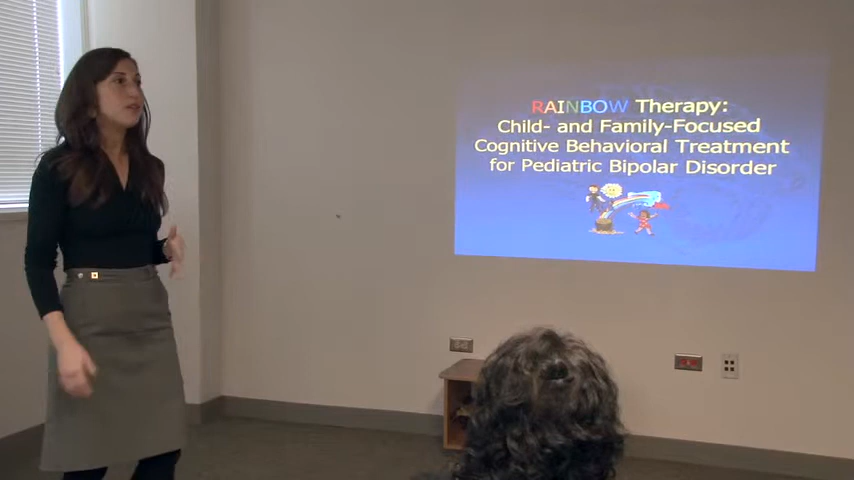 RAINBOW Therapy:
Child- and Family-Focused
Cognitive Behavioral Treatment
for Pediatric Bipolar Disorder